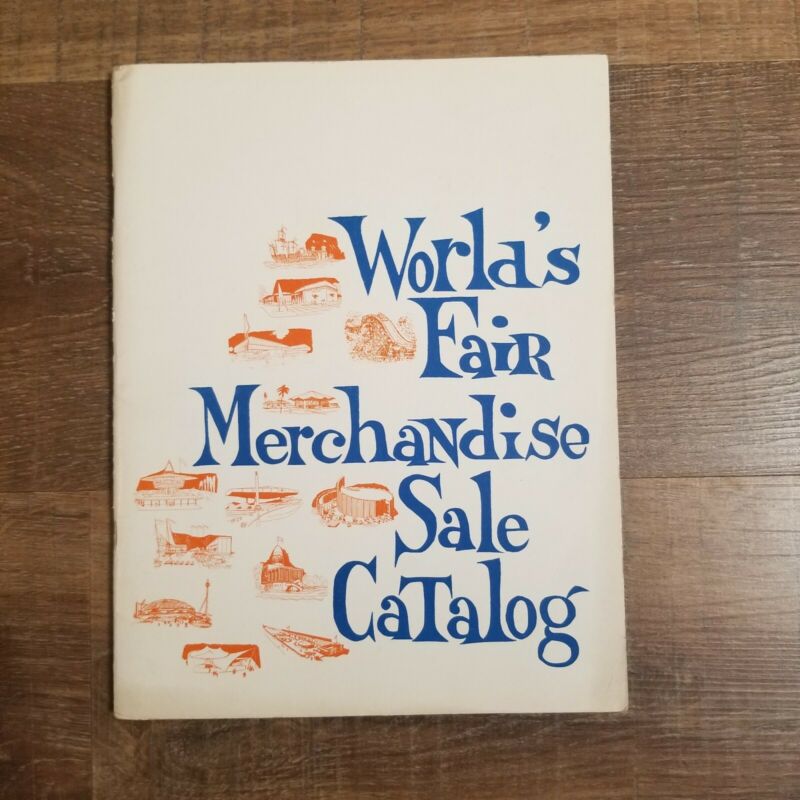 World's
Fair
Merchandise
Sale
Catalog